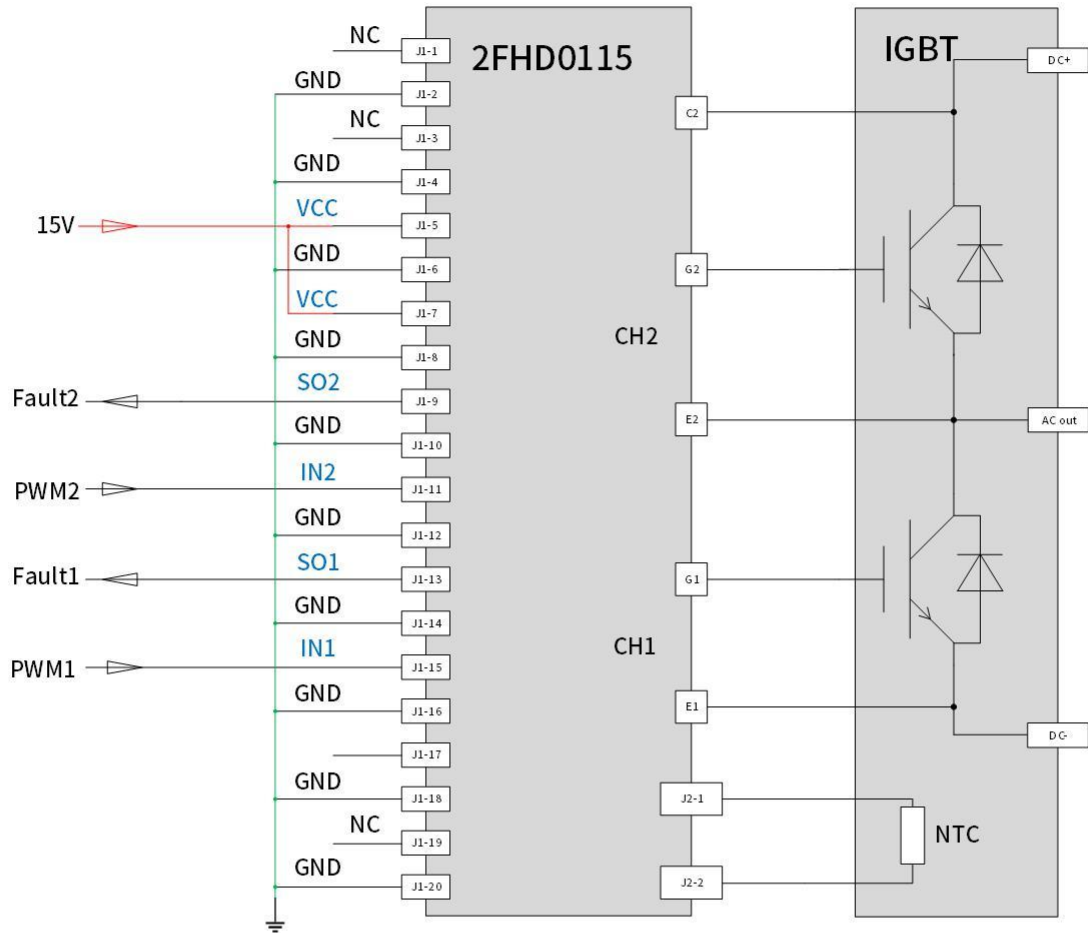 2FHD0115
IGBT
NC
J1-1
GND
J1-2
NC
J1-3
GND
J1-4
15V
VCC
J1-5
GND
J1-6
VCC
J1-7
GND
J1-8
Fault2
SO2
J1-9
GND
J1-10
PWM2
IN2
J1-11
GND
J1-12
Fault1
SO1
J1-13
GND
J1-14
PWM1
IN1
J1-15
GND
J1-16
J1-17
GND
J1-18
NC
J1-19
GND
J1-20
C2
G2
CH2
E2
G1
CH1
E1
J2-1
J2-2
DC+
AC out
DC-
NTC